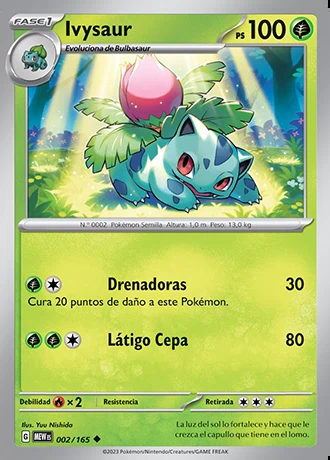 FASE 1
Ivysaur
PS 100
Evoluciona de Bulbasaur
N.º 0002 Pokémon Semilla Altura: 1,0 m Peso: 13,0 kg
Drenadoras 30
Cura 20 puntos de daño a este Pokémon.
Látigo Cepa 80
Debilidad × 2 Resistencia Retirada
Ilus. Yuu Nishida
G MEW ES 002/165
La luz del sol lo fortalece y hace que le
crezca el capullo que tiene en el lomo.
©2023 Pokémon/Nintendo/Creatures/GAME FREAK